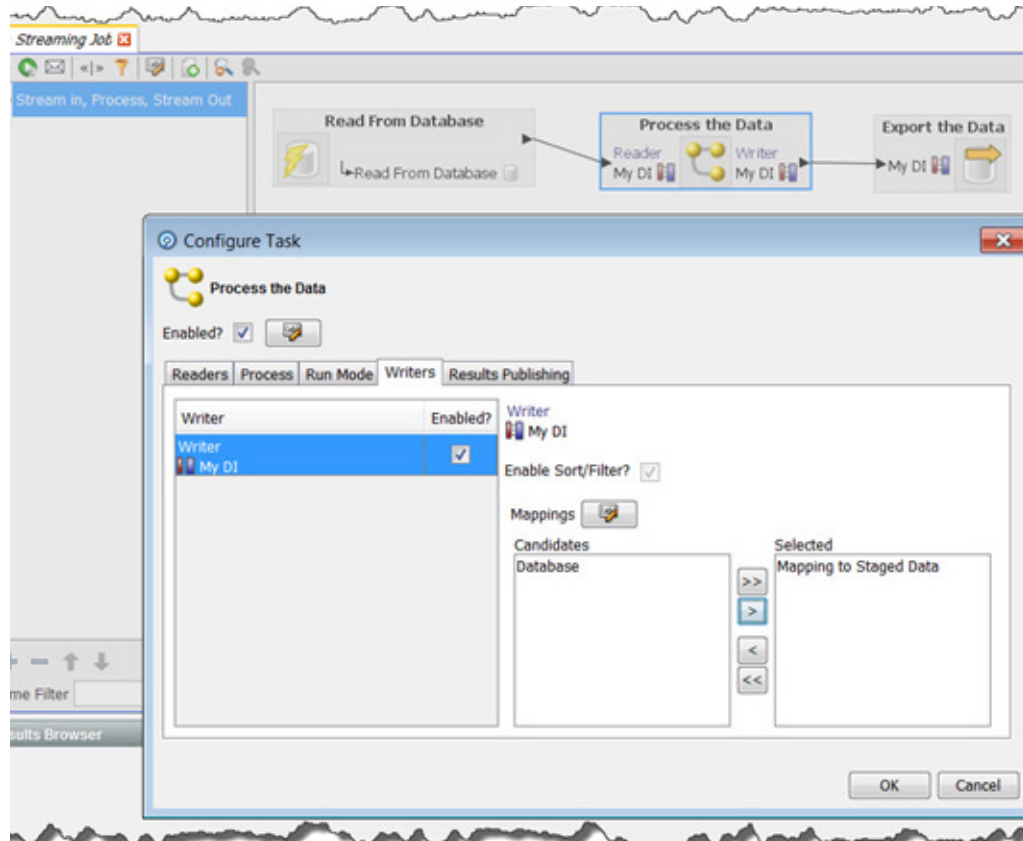 Streaming Job
Stream in, Process, Stream Out
Read From Database
Read From Database
Process the Data
Reader
My DI
Writer
My DI
Export the Data
My DI
Configure Task
Process the Data
Enabled?
Readers Process Run Mode Writers Results Publishing
Writer Enabled?
Writer
My DI
Writer
My DI
Enable Sort/Filter?
Mappings
Candidates
Database
>>
>
<
<<
Selected
Mapping to Staged Data
me Filter
sults Browser
OK Cancel